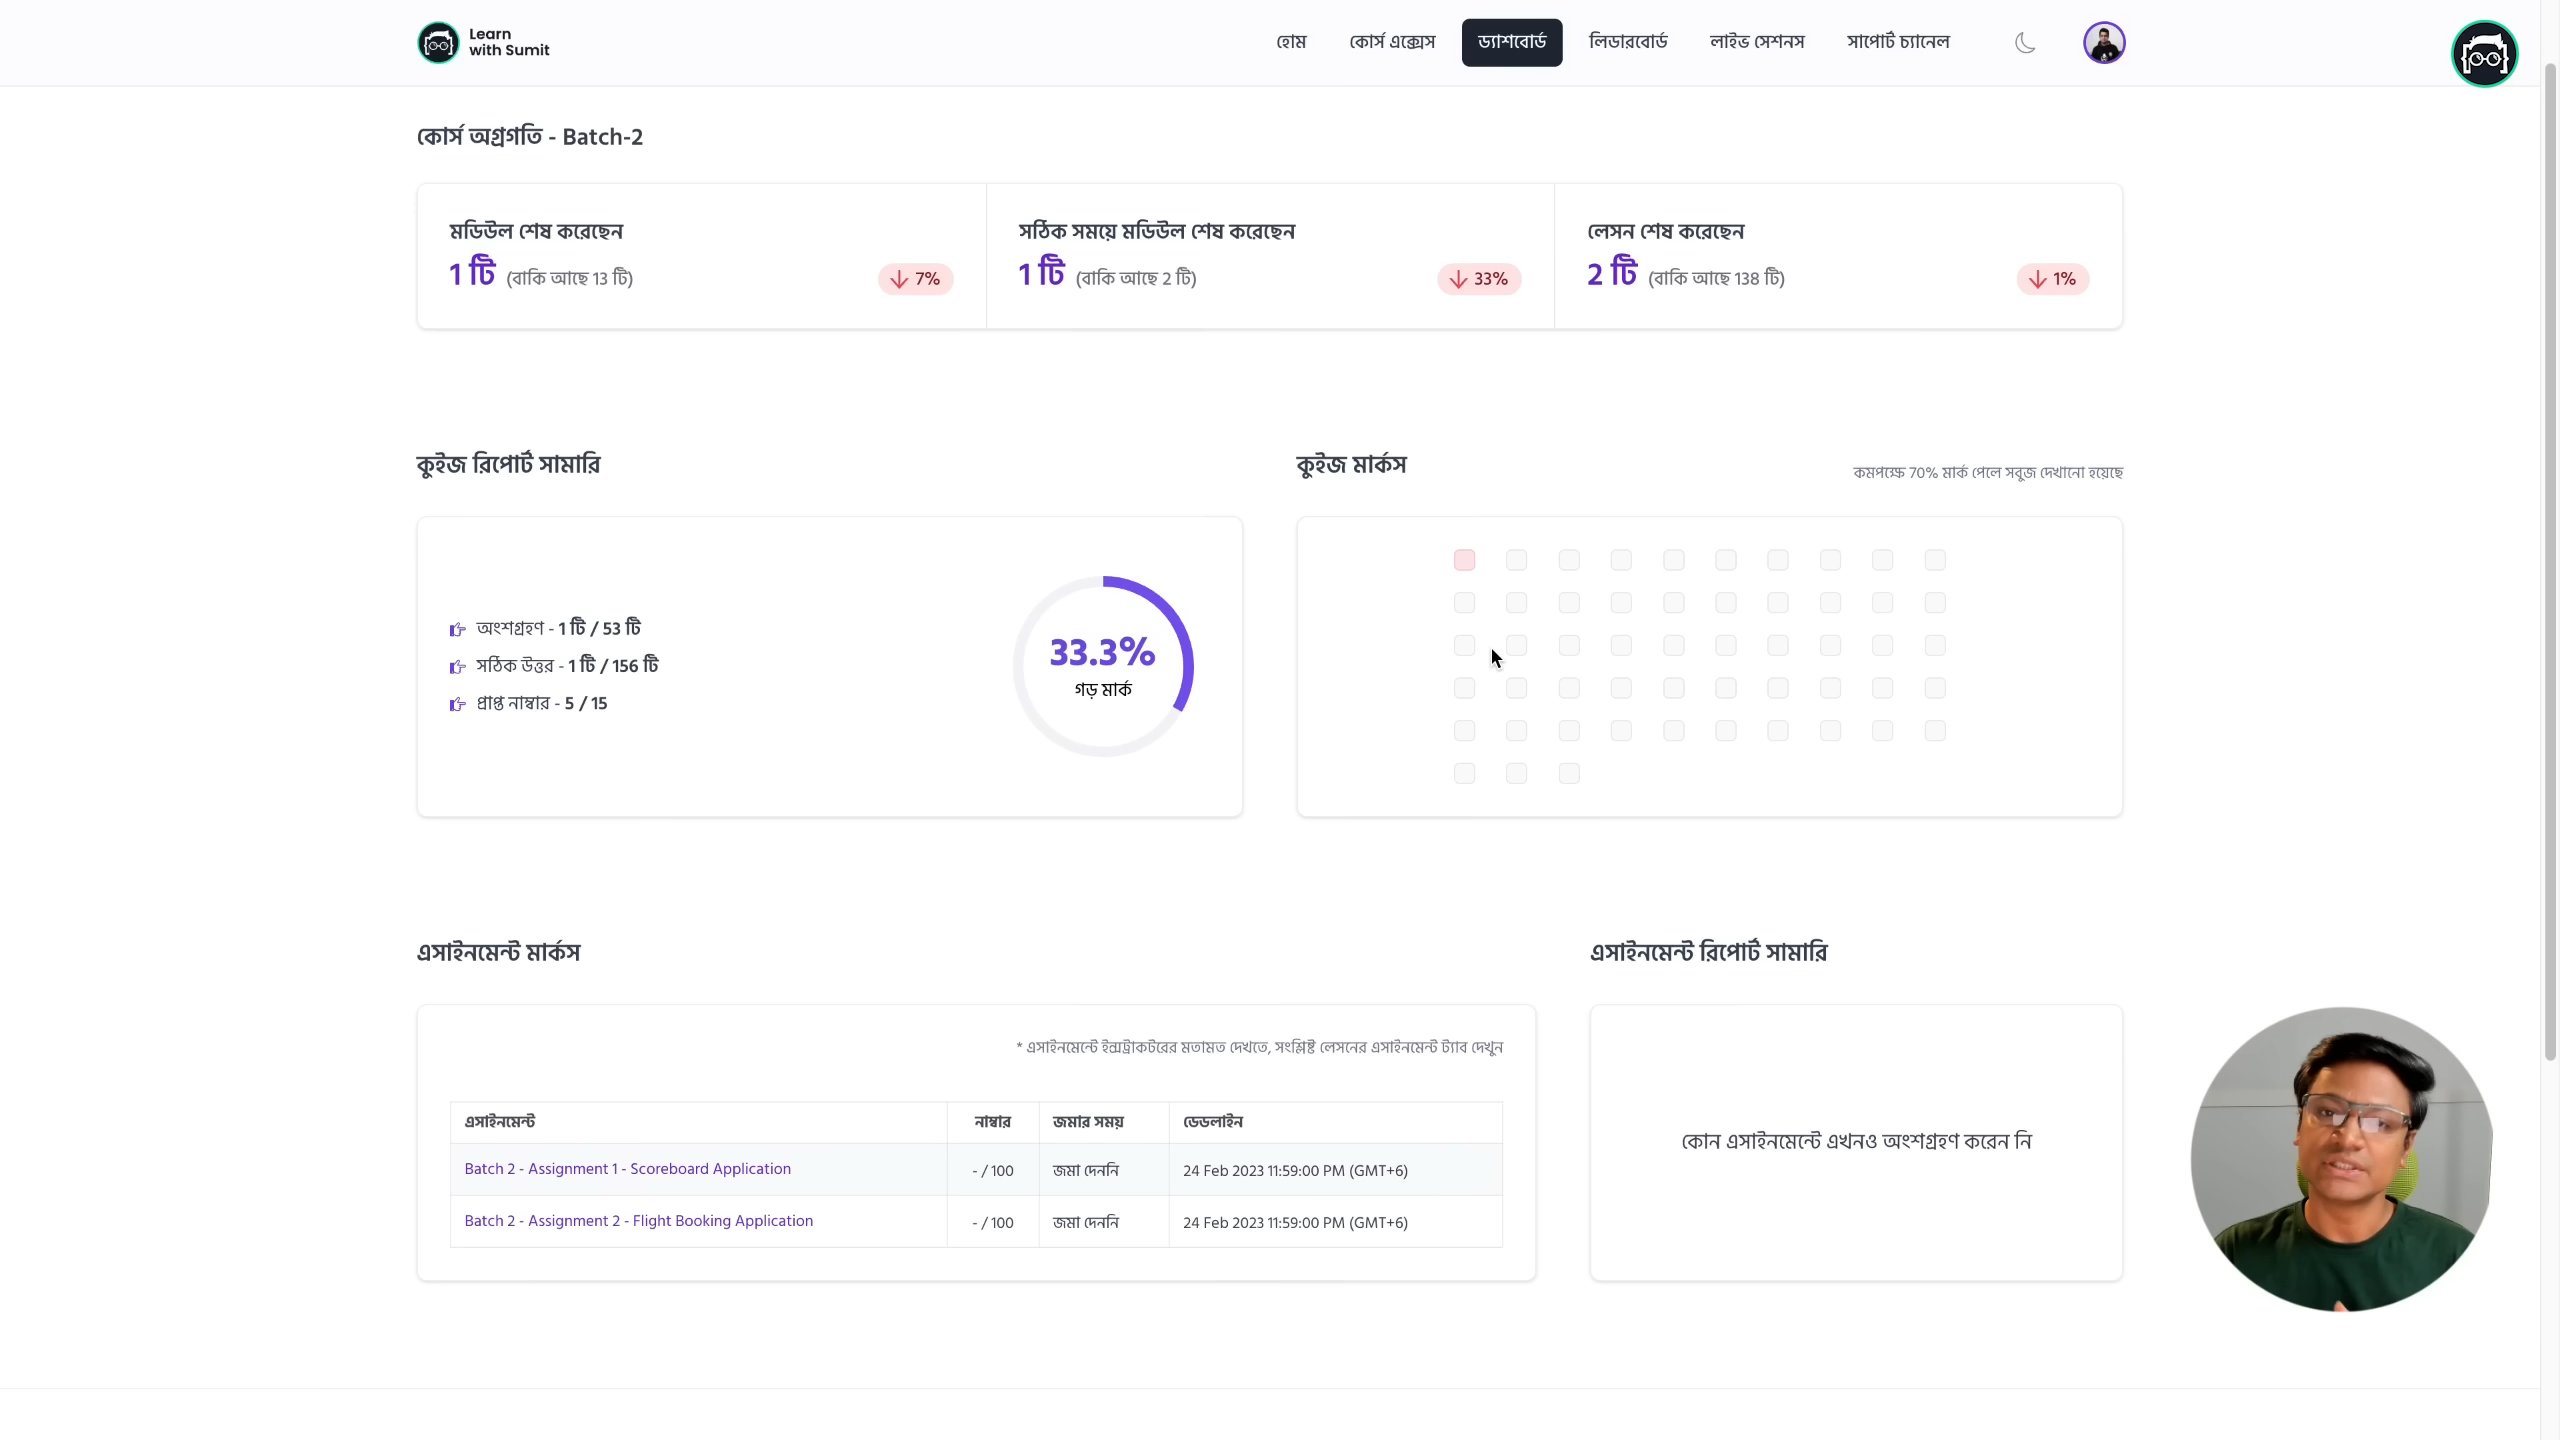 Learn
with Sumit
হোম
কোর্স এক্সেস
ড্যাশবোর্ড
লিডারবোর্ড
লাইভ সেশনস
সাপোর্ট চ্যানেল
কোর্স অগ্রগতি - Batch-2
মডিউল শেষ করেছেন
1 টি (বাকি আছে 13 টি)
7%
সঠিক সময়ে মডিউল শেষ করেছেন
1 টি (বাকি আছে 2 টি)
33%
লেসন শেষ করেছেন
2 টি (বাকি আছে 138 টি)
1%
কুইজ রিপোর্ট সামারি
অংশগ্রহণ - 1 টি / 53 টি
সঠিক উত্তর - 1 টি / 156 টি
প্রাপ্ত নাম্বার - 5 / 15
33.3%
গড় মার্ক
কুইজ মার্কস
কমপক্ষে 70% মার্ক পেলে সবুজ দেখানো হয়েছে
এসাইনমেন্ট মার্কস
* এসাইনমেন্টে ইন্সট্রাকটরের মতামত দেখতে, সংশ্লিষ্ট লেসনের এসাইনমেন্ট ট্যাব দেখুন
এসাইনমেন্ট নাম্বার জমার সময় ডেডলাইন
Batch 2 - Assignment 1 - Scoreboard Application - / 100 জমা দেননি 24 Feb 2023 11:59:00 PM (GMT+6)
Batch 2 - Assignment 2 - Flight Booking Application - / 100 জমা দেননি 24 Feb 2023 11:59:00 PM (GMT+6)
এসাইনমেন্ট রিপোর্ট সামারি
কোন এসাইনমেন্টে এখনও অংশগ্রহণ করেন নি